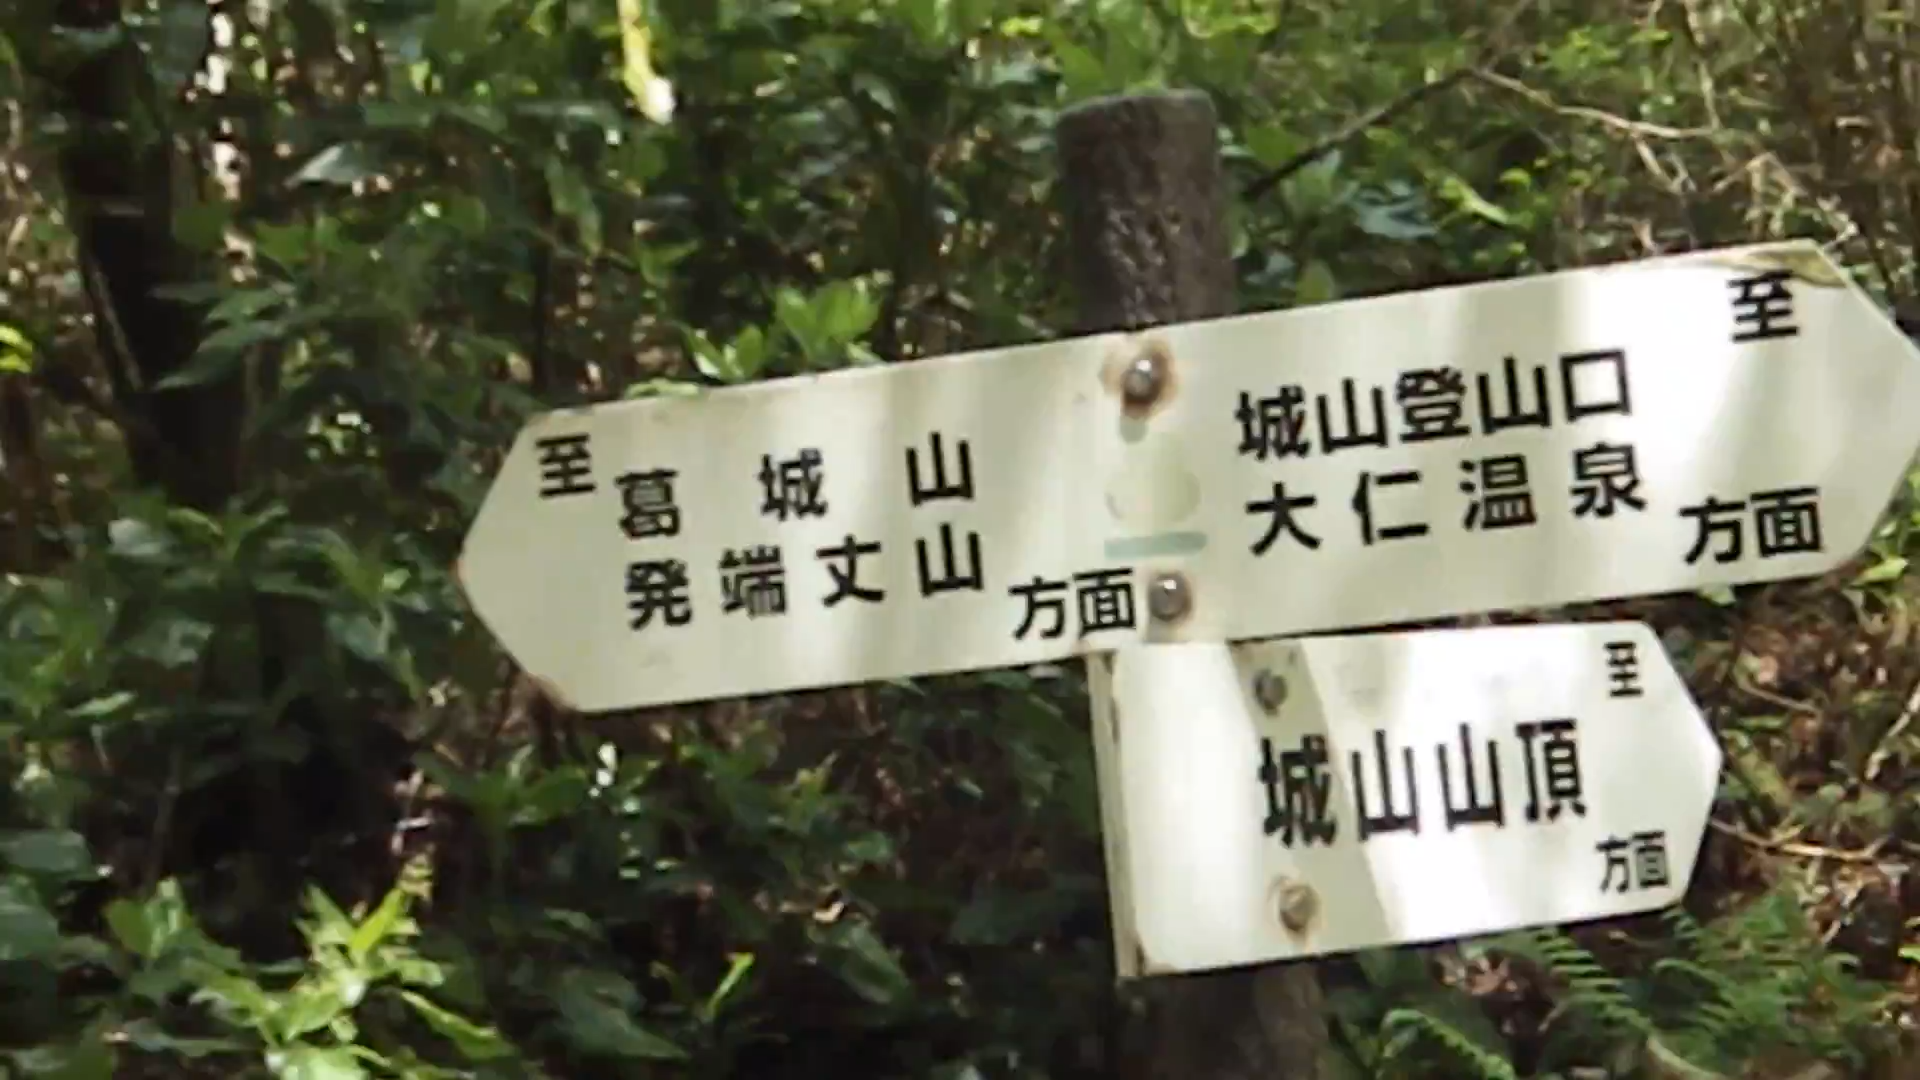 至 葛城山
発端丈山 方面
至
城山登山口
大仁温泉
方面
至
城山山頂
方面